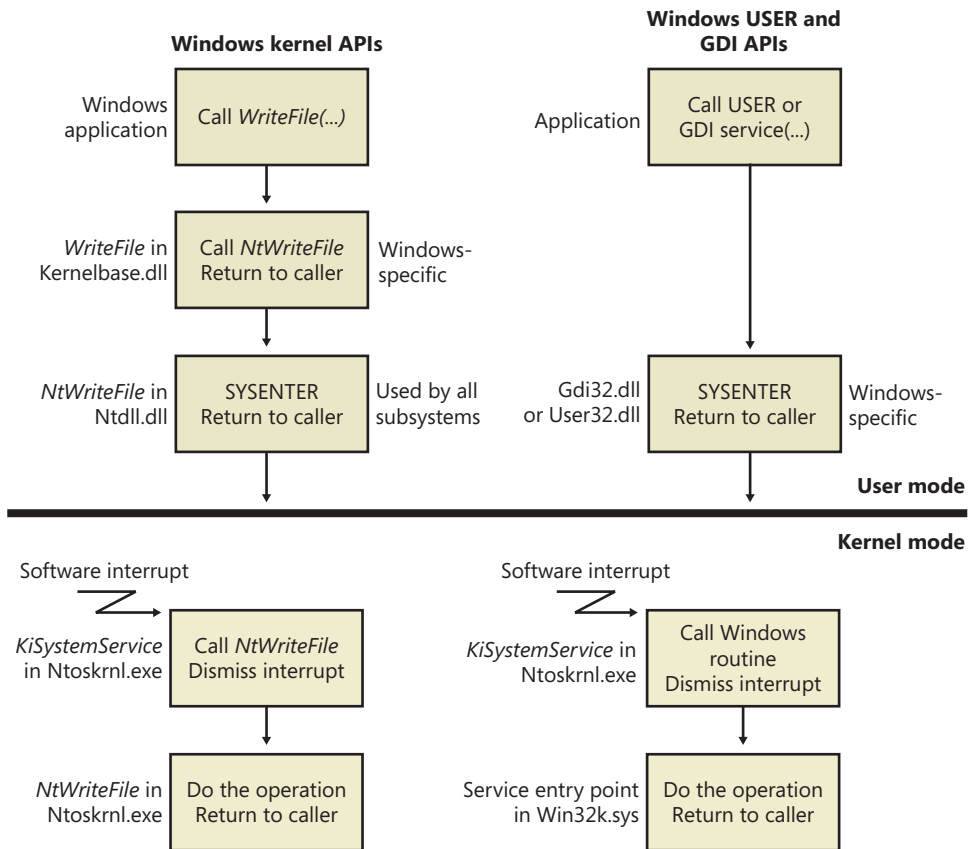 Windows kernel APIs
Windows USER and
GDI APIs
Windows
application
Call WriteFile(...)
Application
Call USER or
GDI service(...)
WriteFile in
Kernelbase.dll
Call NtWriteFile
Return to caller
Windows-
specific
NtWriteFile in
Ntdll.dll
SYSENTER
Return to caller
Used by all
subsystems
Gdi32.dll
or User32.dll
SYSENTER
Return to caller
Windows-
specific
User mode
Kernel mode
Software interrupt
KiSystemService
in Ntoskrnl.exe
Call NtWriteFile
Dismiss interrupt
Software interrupt
KiSystemService in
Ntoskrnl.exe
Call Windows
routine
Dismiss interrupt
NtWriteFile in
Ntoskrnl.exe
Do the operation
Return to caller
Service entry point
in Win32k.sys
Do the operation
Return to caller